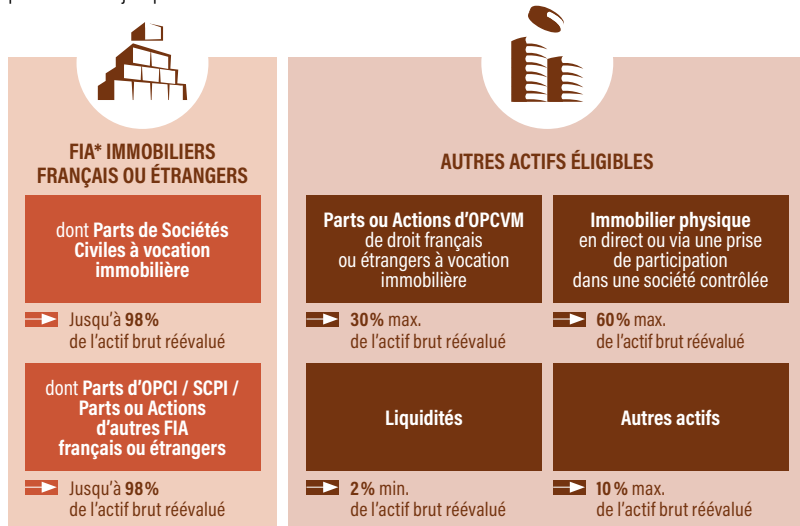 FIA* IMMOBILIERS
FRANÇAIS OU ÉTRANGERS
dont Parts de Sociétés
Civiles à vocation
immobilière
Jusqu'à 98%
de l'actif brut réévalué
dont Parts d'OPCI / SCPI /
Parts ou Actions
d'autres FIA
français ou étrangers
Jusqu'à 98%
de l'actif brut réévalué
AUTRES ACTIFS ÉLIGIBLES
Parts ou Actions d'OPCVM
de droit français
ou étrangers à vocation
immobilière
30% max.
de l'actif brut réévalué
Immobilier physique
en direct ou via une prise
de participation
dans une société contrôlée
60% max.
de l'actif brut réévalué
Liquidités
2% min.
de l'actif brut réévalué
Autres actifs
10% max.
de l'actif brut réévalué